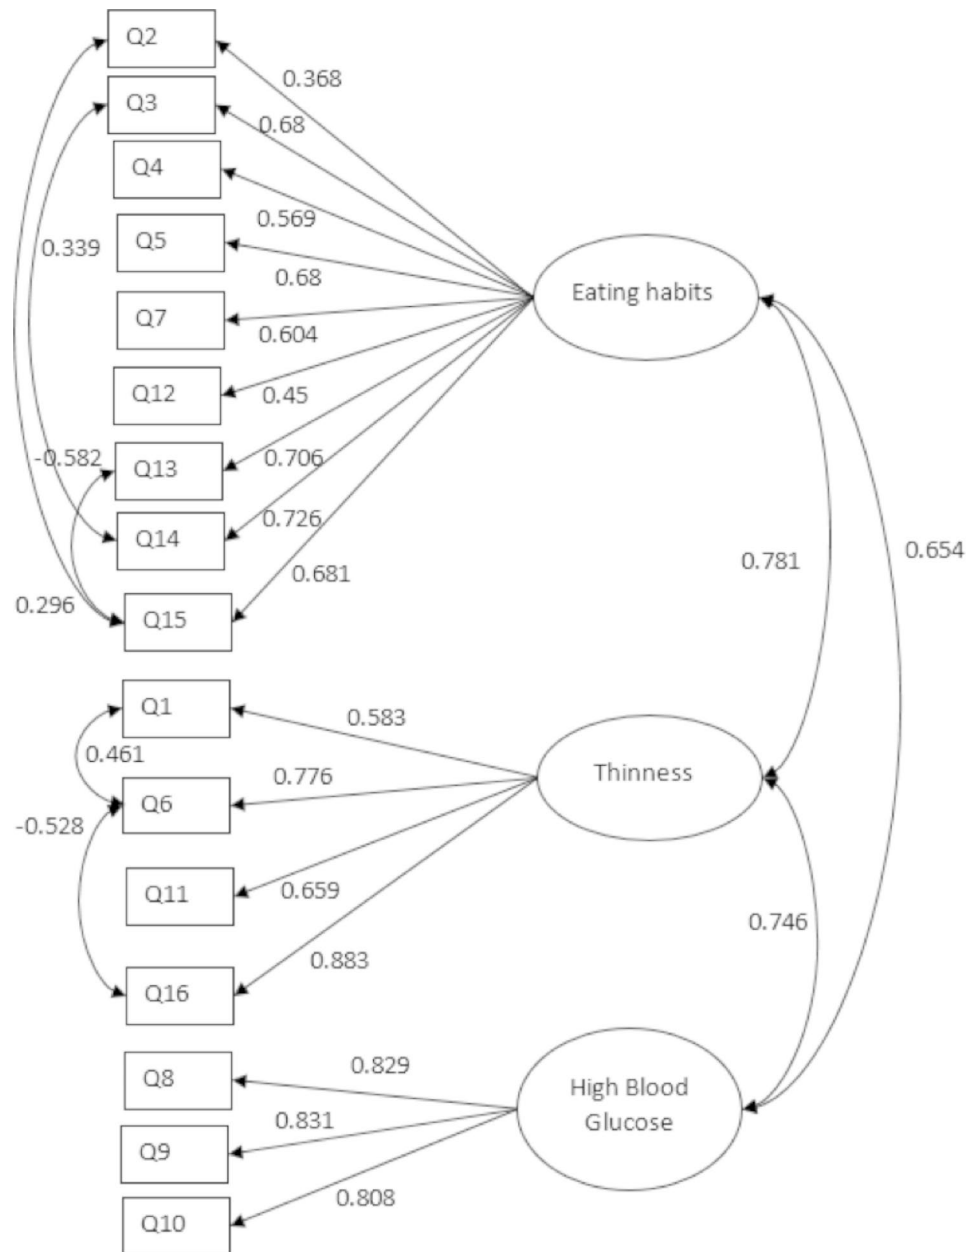 Q2
0.368
Q3
0.68
Q4
0.569
Q5
0.339
0.68
Eating habits
Q7
0.604
Q12
0.45
-0.582
Q13
0.706
Q14
0.726
0.781
0.654
0.681
0.296
Q15
Q1
0.583
0.461
Thinness
0.776
Q6
-0.528
Q11
0.659
0.746
0.883
Q16
Q8
0.829
High Blood
Glucose
0.831
Q9
0.808
Q10